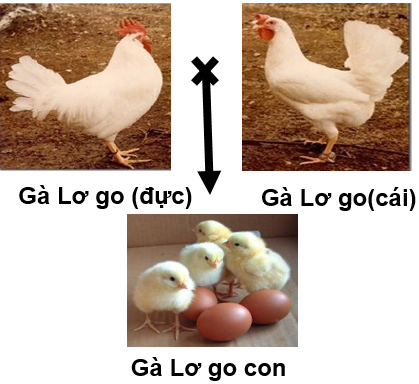 Gà Lơ go (đực)
Gà Lơ go(cái)
Gà Lơ go con